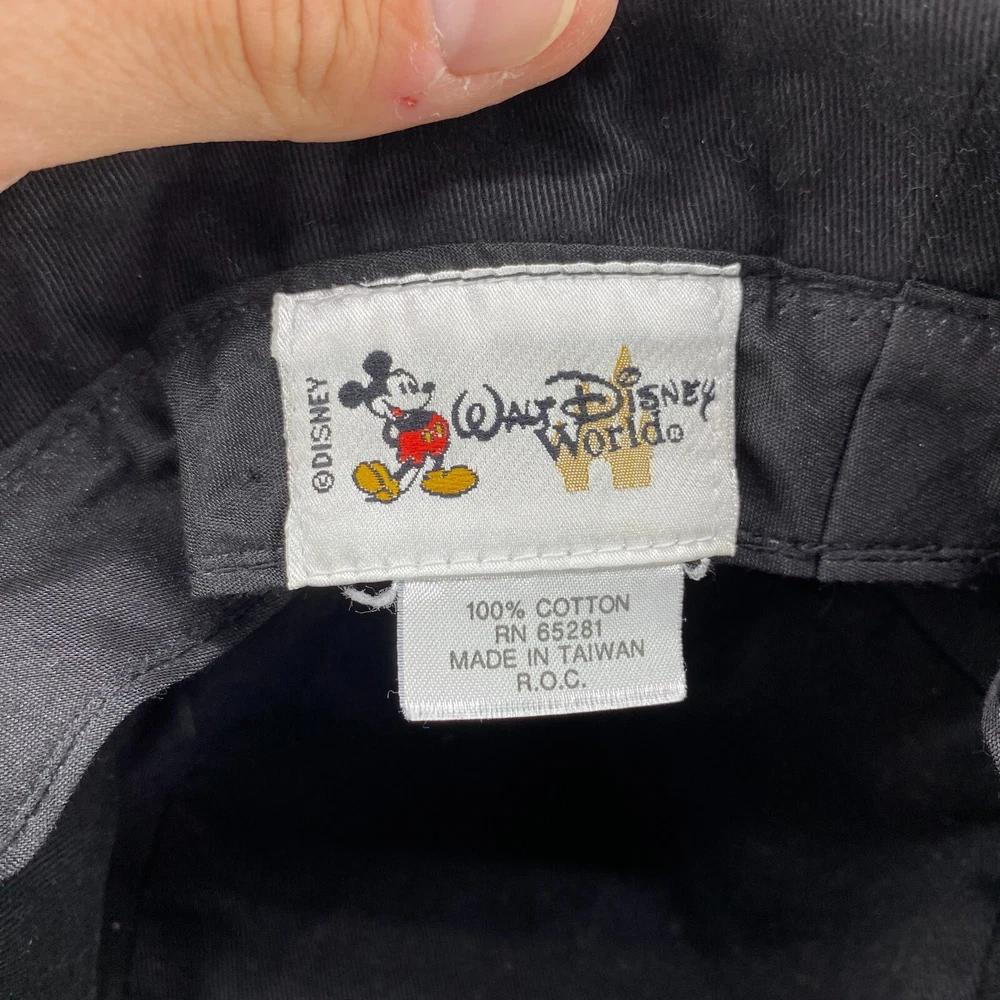 ©DISNEY
WALT DISNEY
World®
100% COTTON
RN 65281
MADE IN TAIWAN
R.O.C.